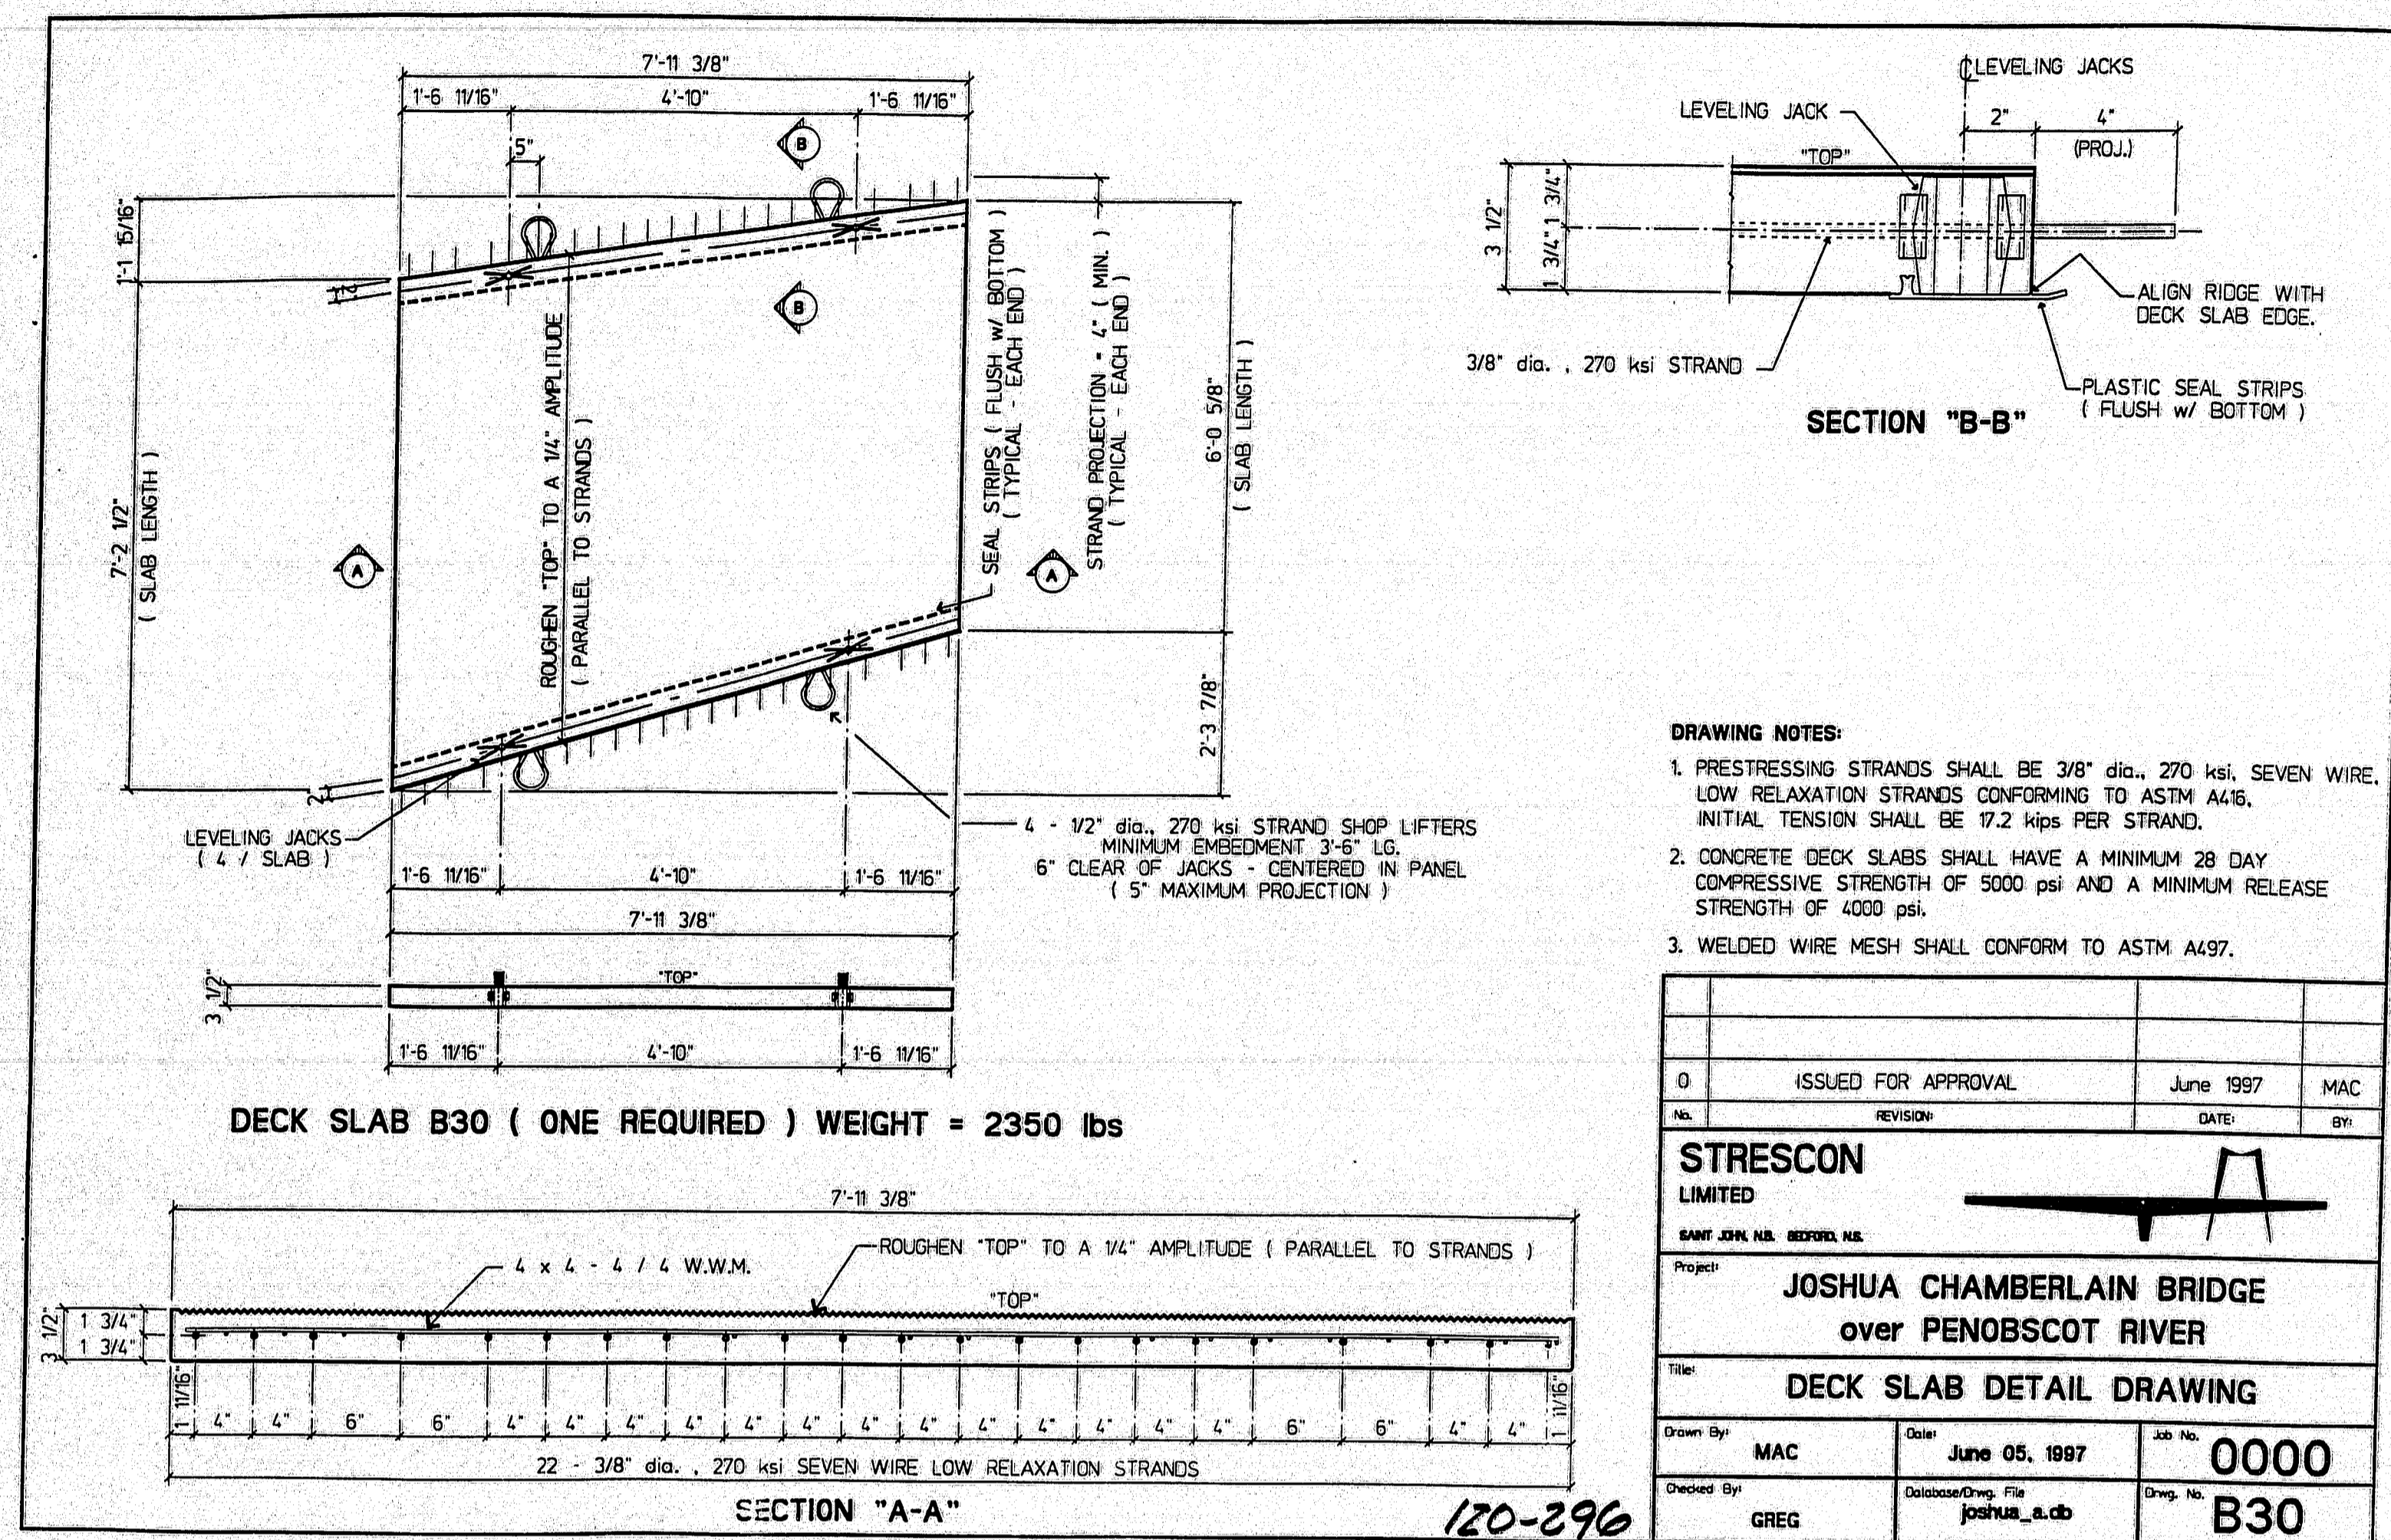 7'-11 3/8"
1'-6 11/16"
4'-10"
1'-6 11/16"
5"
B
B
1'-1 15/16"
2"
7'-2 1/2"
( SLAB LENGTH )
A
ROUGHEN "TOP" TO A 1/4" AMPLITUDE
( PARALLEL TO STRANDS )
SEAL STRIPS ( FLUSH w/ BOTTOM )
( TYPICAL - EACH END )
STRAND PROJECTION = 4" ( MIN. )
( TYPICAL - EACH END )
A
6'-0 5/8"
( SLAB LENGTH )
2'-3 7/8"
2"
LEVELING JACKS
( 4 / SLAB )
4 - 1/2" dia., 270 ksi STRAND SHOP LIFTERS
MINIMUM EMBEDMENT 3'-6" LG.
6" CLEAR OF JACKS - CENTERED IN PANEL
( 5" MAXIMUM PROJECTION )
1'-6 11/16"
4'-10"
1'-6 11/16"
7'-11 3/8"
"TOP"
3 1/2"
1'-6 11/16"
4'-10"
1'-6 11/16"
DECK SLAB B30 ( ONE REQUIRED ) WEIGHT = 2350 lbs
7'-11 3/8"
ROUGHEN "TOP" TO A 1/4" AMPLITUDE ( PARALLEL TO STRANDS )
4 x 4 - 4 / 4 W.W.M.
"TOP"
3 1/2"
1 3/4"
1 3/4"
1 11/16"
4"
4"
6"
6"
4"
4"
4"
4"
4"
4"
4"
4"
4"
4"
4"
4"
4"
6"
6"
4"
4"
1 11/16"
22 - 3/8" dia. , 270 ksi SEVEN WIRE LOW RELAXATION STRANDS
SECTION "A-A"
120-296
℄ LEVELING JACKS
LEVELING JACK
2"
4"
(PROJ.)
"TOP"
3 1/2"
1 3/4"
1 3/4"
ALIGN RIDGE WITH
DECK SLAB EDGE.
3/8" dia. , 270 ksi STRAND
PLASTIC SEAL STRIPS
( FLUSH w/ BOTTOM )
SECTION "B-B"
DRAWING NOTES:
1. PRESTRESSING STRANDS SHALL BE 3/8" dia., 270 ksi, SEVEN WIRE,
LOW RELAXATION STRANDS CONFORMING TO ASTM A416.
INITIAL TENSION SHALL BE 17.2 kips PER STRAND.
2. CONCRETE DECK SLABS SHALL HAVE A MINIMUM 28 DAY
COMPRESSIVE STRENGTH OF 5000 psi AND A MINIMUM RELEASE
STRENGTH OF 4000 psi.
3. WELDED WIRE MESH SHALL CONFORM TO ASTM A497.
0 ISSUED FOR APPROVAL June 1997 MAC
No. REVISION: DATE: BY:
STRESCON
LIMITED
SAINT JOHN, N.B. BEDFORD, N.S.
Project:
JOSHUA CHAMBERLAIN BRIDGE
over PENOBSCOT RIVER
Title:
DECK SLAB DETAIL DRAWING
Drawn By: MAC
Date: June 05, 1997
Job No. 0000
Checked By: GREG
Database/Drwg. File joshua_a.db
Drwg. No. B30